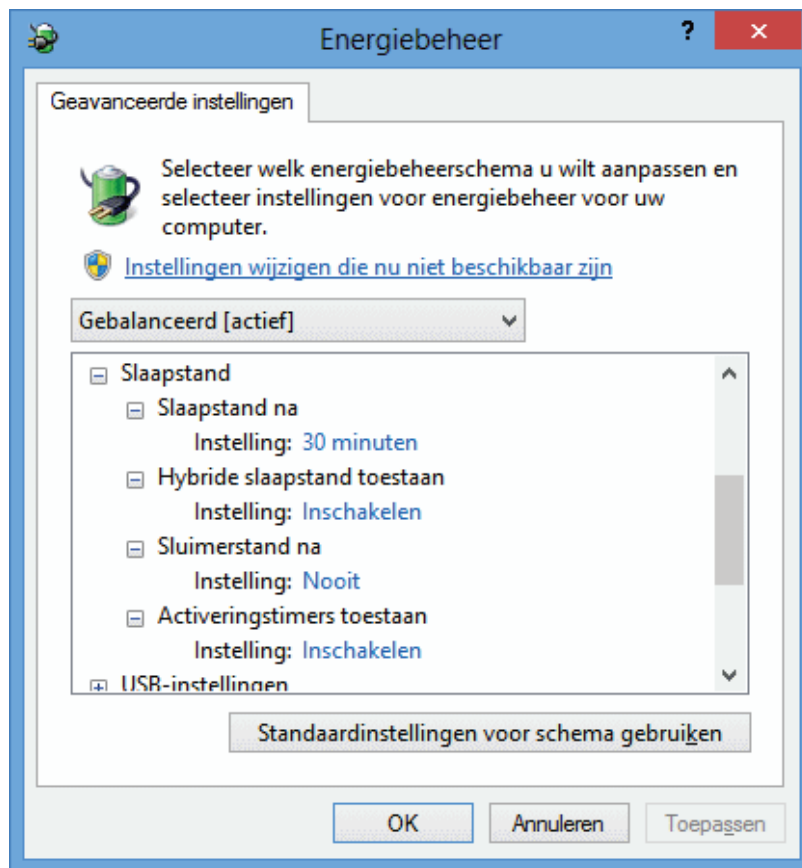 Energiebeheer
?
Geavanceerde instellingen
Selecteer welk energiebeheerschema u wilt aanpassen en
selecteer instellingen voor energiebeheer voor uw
computer.
Instellingen wijzigen die nu niet beschikbaar zijn
Gebalanceerd [actief]
Slaapstand
Slaapstand na
Instelling: 30 minuten
Hybride slaapstand toestaan
Instelling: Inschakelen
Sluimerstand na
Instelling: Nooit
Activeringstimers toestaan
Instelling: Inschakelen
USB-instellingen
Standaardinstellingen voor schema gebruiken
OK
Annuleren
Toepassen